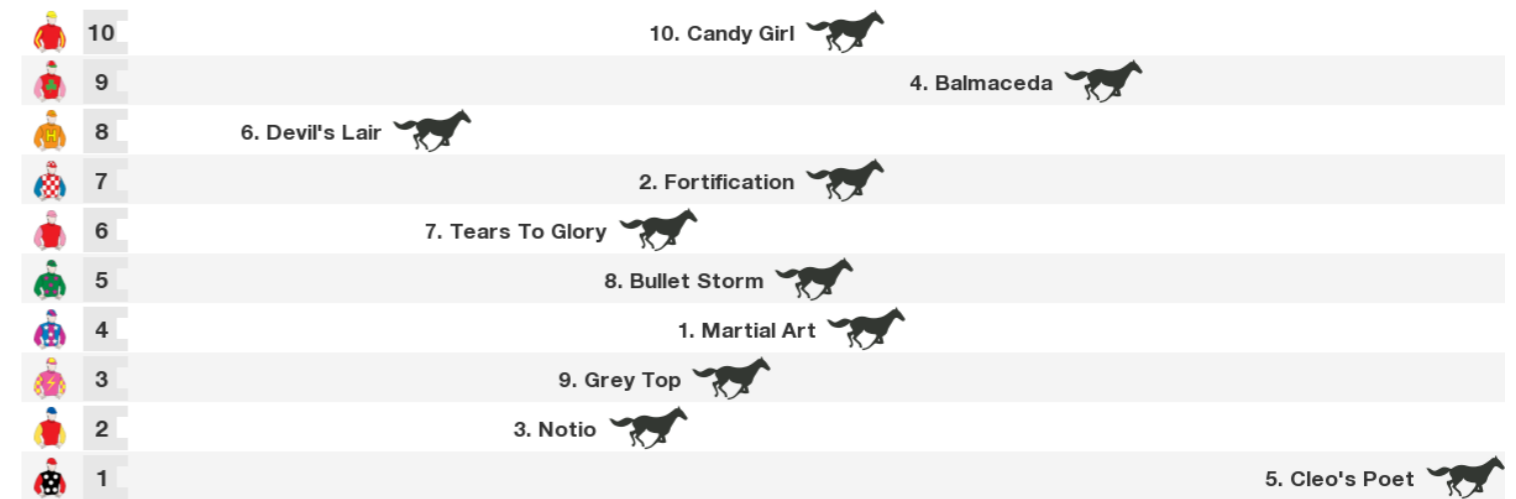 10 10. Candy Girl
9 4. Balmaceda
H 8 6. Devil's Lair
7 2. Fortification
6 7. Tears To Glory
5 8. Bullet Storm
4 1. Martial Art
3 9. Grey Top
2 3. Notio
1 5. Cleo's Poet